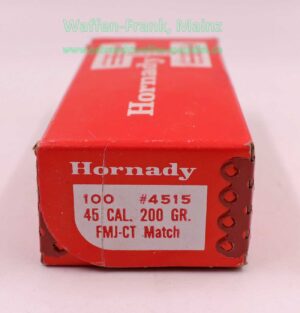 Waffen-Frank, Mainz
Hornady
Hornady
100 #4515
45 CAL. 200 GR.
FMJ-CT Match